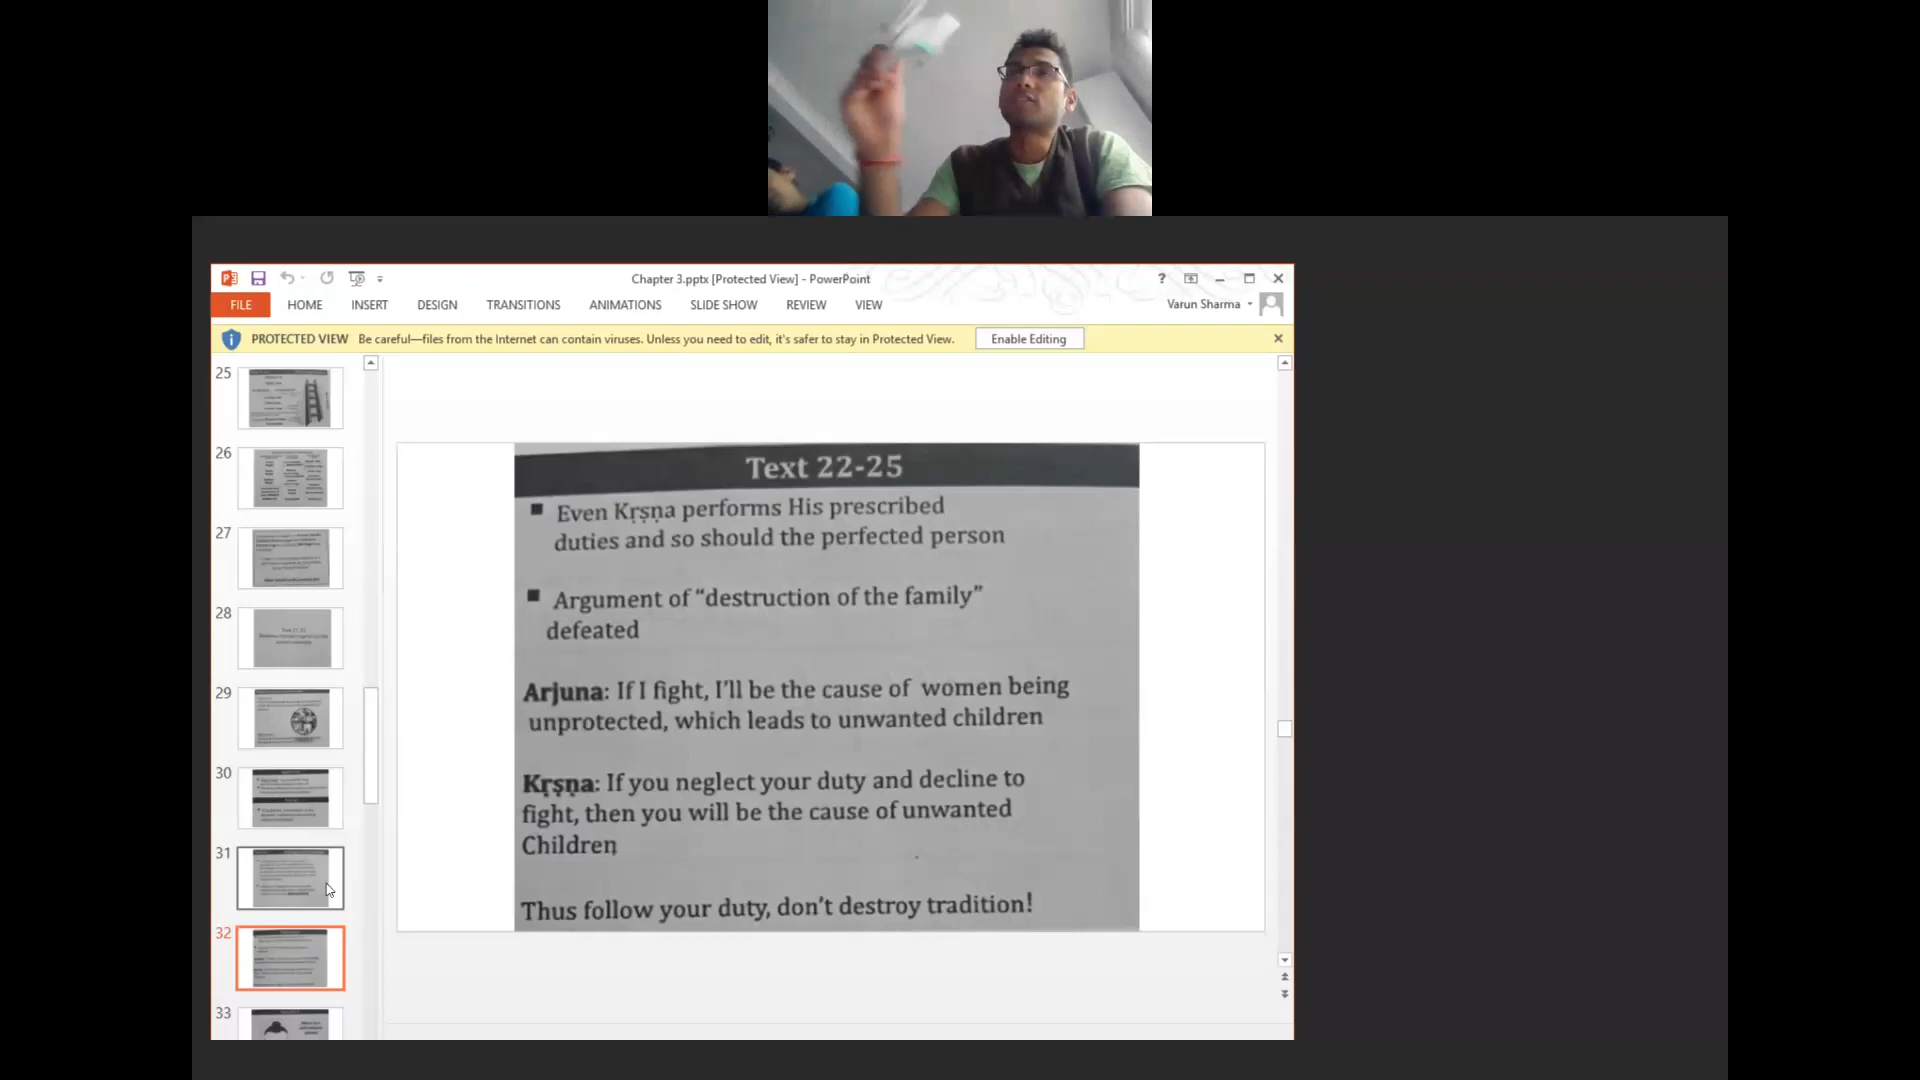 Chapter 3.pptx [Protected View] - PowerPoint
?
FILE HOME INSERT DESIGN TRANSITIONS ANIMATIONS SLIDE SHOW REVIEW VIEW
Varun Sharma
PROTECTED VIEW Be careful—files from the Internet can contain viruses. Unless you need to edit, it's safer to stay in Protected View.
Enable Editing
25
26
27
28
29
30
31
32
33
Text 22-25
Even Kṛṣṇa performs His prescribed
duties and so should the perfected person
Argument of “destruction of the family”
defeated
Arjuna: If I fight, I’ll be the cause of women being
unprotected, which leads to unwanted children
Kṛṣṇa: If you neglect your duty and decline to
fight, then you will be the cause of unwanted
Children
Thus follow your duty, don’t destroy tradition!